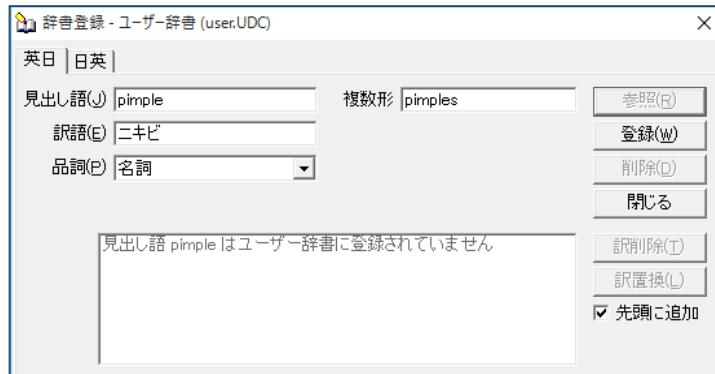 辞書登録 - ユーザー辞書 (user.UDC)
英日 日英
見出し語(J) pimple 複数形 pimples 参照(R)
訳語(E) ニキビ 登録(W)
品詞(P) 名詞 削除(D)
閉じる
見出し語 pimple はユーザー辞書に登録されていません 訳削除(T)
訳置換(L)
先頭に追加